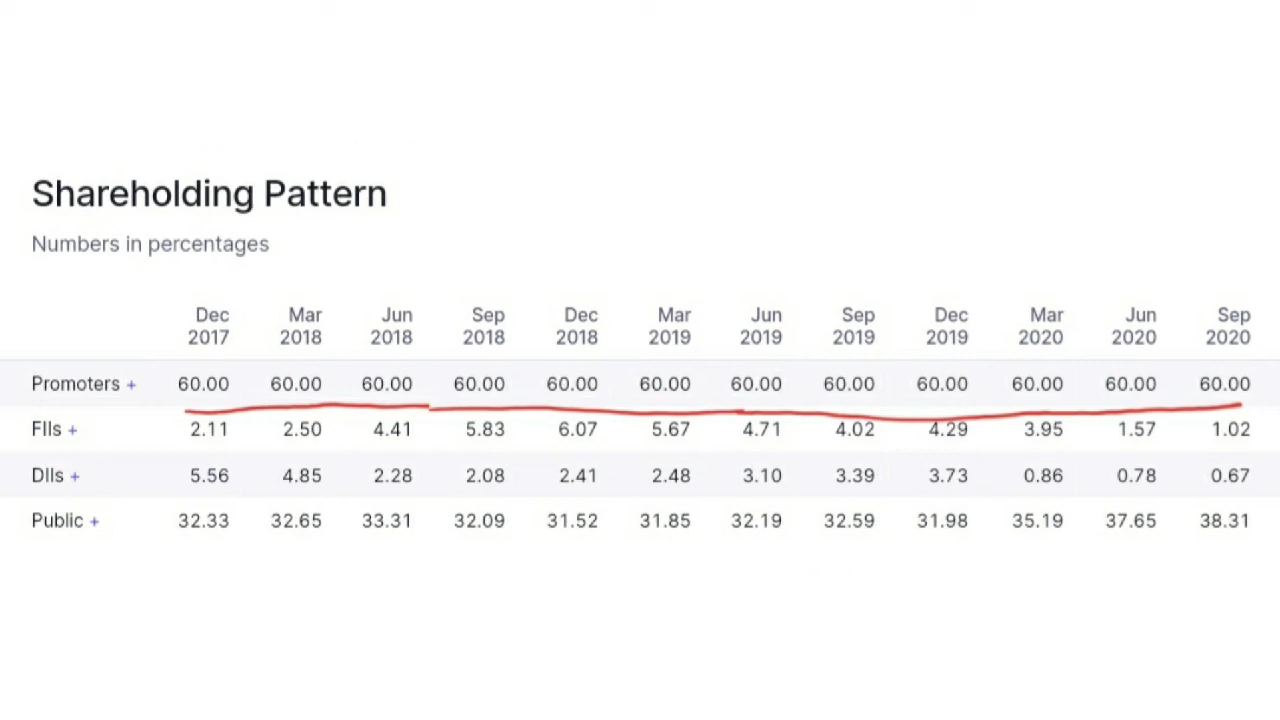 Shareholding Pattern
Numbers in percentages
Dec Mar Jun Sep Dec Mar Jun Sep Dec Mar Jun Sep
2017 2018 2018 2018 2018 2019 2019 2019 2019 2020 2020 2020
Promoters + 60.00 60.00 60.00 60.00 60.00 60.00 60.00 60.00 60.00 60.00 60.00 60.00
FIIs + 2.11 2.50 4.41 5.83 6.07 5.67 4.71 4.02 4.29 3.95 1.57 1.02
DIIs + 5.56 4.85 2.28 2.08 2.41 2.48 3.10 3.39 3.73 0.86 0.78 0.67
Public + 32.33 32.65 33.31 32.09 31.52 31.85 32.19 32.59 31.98 35.19 37.65 38.31